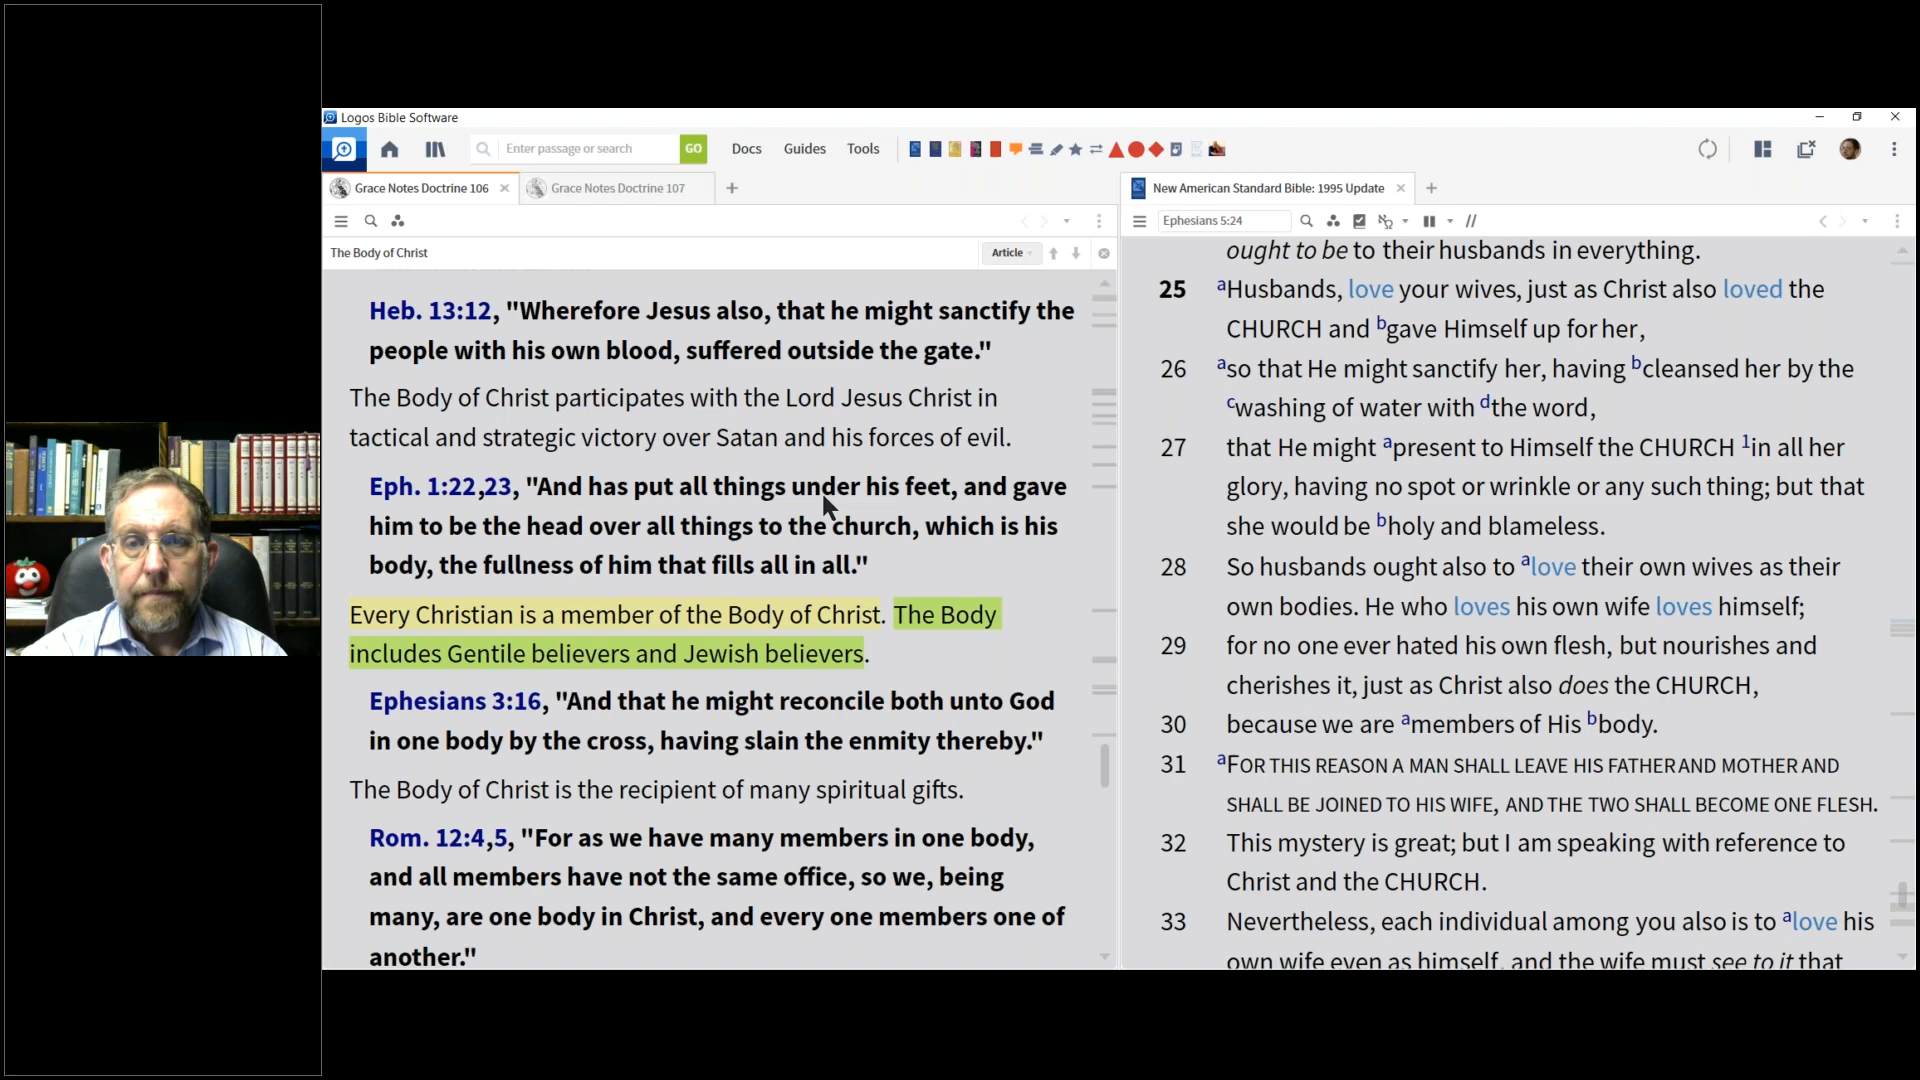 Logos Bible Software
Enter passage or search
GO
Docs
Guides
Tools
Grace Notes Doctrine 106
Grace Notes Doctrine 107
The Body of Christ
Article
Heb. 13:12, "Wherefore Jesus also, that he might sanctify the
people with his own blood, suffered outside the gate."
The Body of Christ participates with the Lord Jesus Christ in
tactical and strategic victory over Satan and his forces of evil.
Eph. 1:22,23, "And has put all things under his feet, and gave
him to be the head over all things to the church, which is his
body, the fullness of him that fills all in all."
Every Christian is a member of the Body of Christ. The Body
includes Gentile believers and Jewish believers.
Ephesians 3:16, "And that he might reconcile both unto God
in one body by the cross, having slain the enmity thereby."
The Body of Christ is the recipient of many spiritual gifts.
Rom. 12:4,5, "For as we have many members in one body,
and all members have not the same office, so we, being
many, are one body in Christ, and every one members one of
another."
New American Standard Bible: 1995 Update
Ephesians 5:24
ought to be to their husbands in everything.
25 aHusbands, love your wives, just as Christ also loved the
CHURCH and bgave Himself up for her,
26 aso that He might sanctify her, having bcleansed her by the
cwashing of water with dthe word,
27 that He might apresent to Himself the CHURCH 1in all her
glory, having no spot or wrinkle or any such thing; but that
she would be bholy and blameless.
28 So husbands ought also to alove their own wives as their
own bodies. He who loves his own wife loves himself;
29 for no one ever hated his own flesh, but nourishes and
cherishes it, just as Christ also does the CHURCH,
30 because we are amembers of His bbody.
31 aFOR THIS REASON A MAN SHALL LEAVE HIS FATHER AND MOTHER AND
SHALL BE JOINED TO HIS WIFE, AND THE TWO SHALL BECOME ONE FLESH.
32 This mystery is great; but I am speaking with reference to
Christ and the CHURCH.
33 Nevertheless, each individual among you also is to alove his
own wife even as himself, and the wife must see to it that